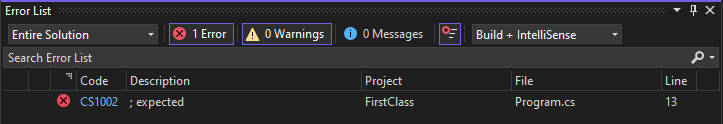 Error List
Entire Solution 1 Error 0 Warnings 0 Messages Build + IntelliSense
Search Error List
Code Description Project File Line
CS1002 ; expected FirstClass Program.cs 13